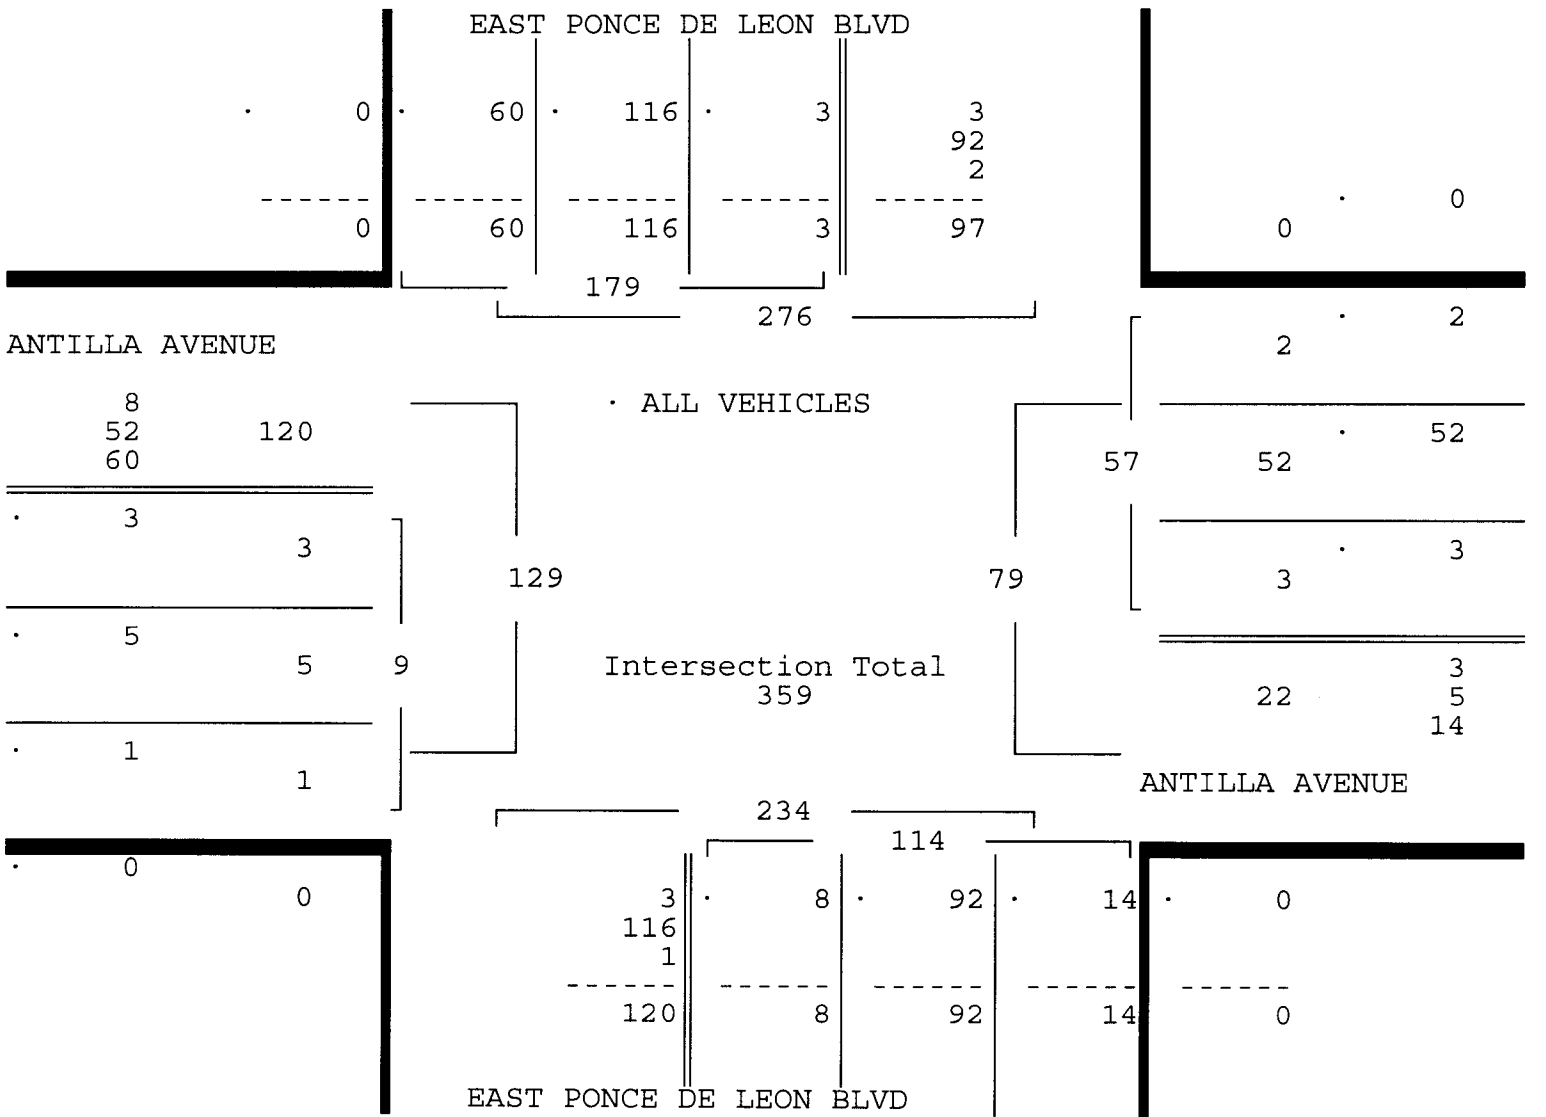 EAST PONCE DE LEON BLVD
· 0 · 60 · 116 · 3 3
92
2
------ ------ ------ ------ ------ · 0
0 60 116 3 97 0
179
276 · 2
ANTILLA AVENUE 2
8 · ALL VEHICLES
52 120 · 52
60 57 52
· 3
3 · 3
129 79 3
· 5
5 9 Intersection Total 3
359 22 5
14
· 1
1 ANTILLA AVENUE
234
114
· 0
0 3 · 8 · 92 · 14 · 0
116
1
------ ------ ------ ------ ------
120 8 92 14 0
EAST PONCE DE LEON BLVD